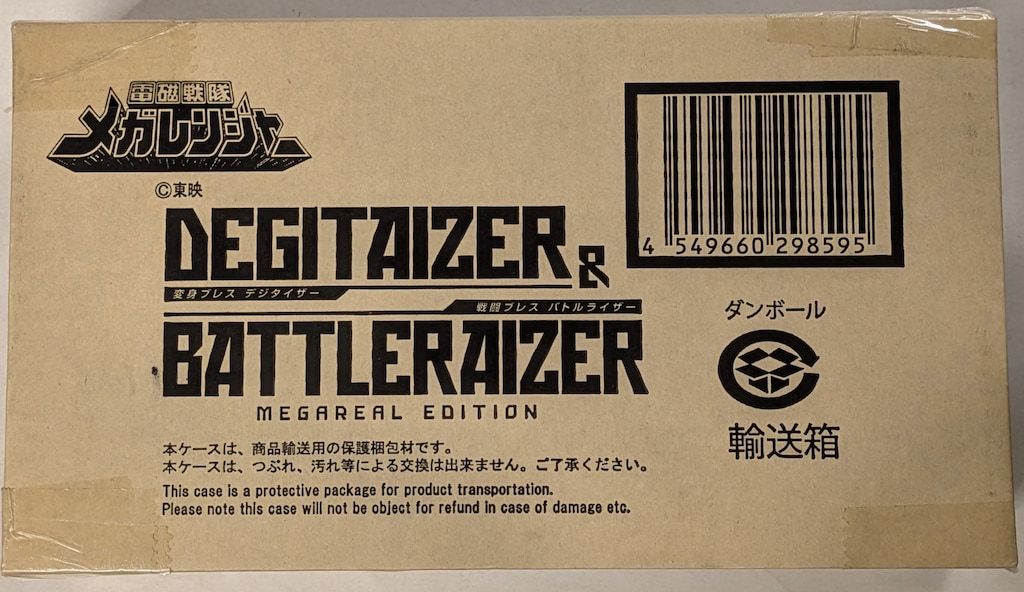 電磁戦隊
メガレンジャー
©東映
DEGITAIZER &
変身ブレス デジタイザー
戦闘ブレス バトルライザー
BATTLERAIZER
MEGAREAL EDITION
本ケースは、商品輸送用の保護梱包材です。
本ケースは、つぶれ、汚れ等による交換は出来ません。ご了承ください。
This case is a protective package for product transportation.
Please note this case will not be object for refund in case of damage etc.
4 549660 298595
ダンボール
輸送箱